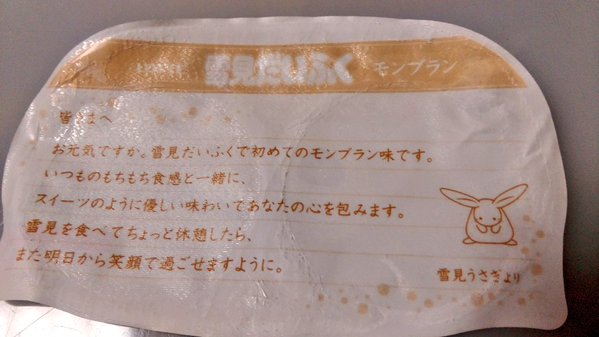 雪見だいふく モンブラン
皆さまへ
お元気ですか。雪見だいふくで初めてのモンブラン味です。
いつものもちもち食感と一緒に、
スイーツのように優しい味わいであなたの心を包みます。
雪見を食べてちょっと休憩したら、
また明日から笑顔で過ごせますように。
雪見うさぎより